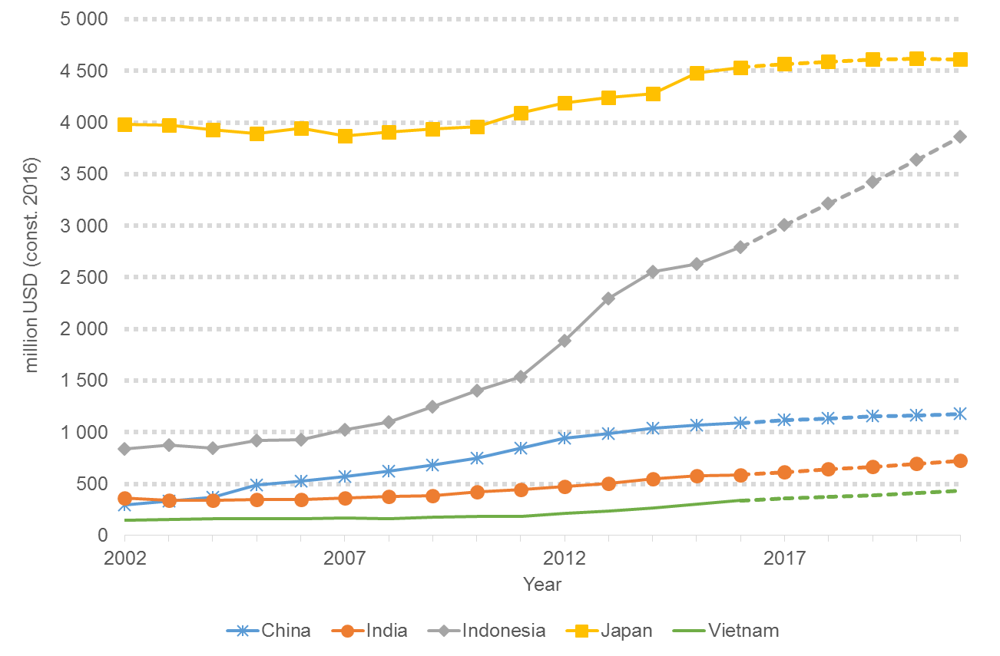 5 000
4 500
4 000
3 500
3 000
2 500
2 000
1 500
1 000
500
0
million USD (const. 2016)
2002 2007 2012 2017
Year
China India Indonesia Japan Vietnam